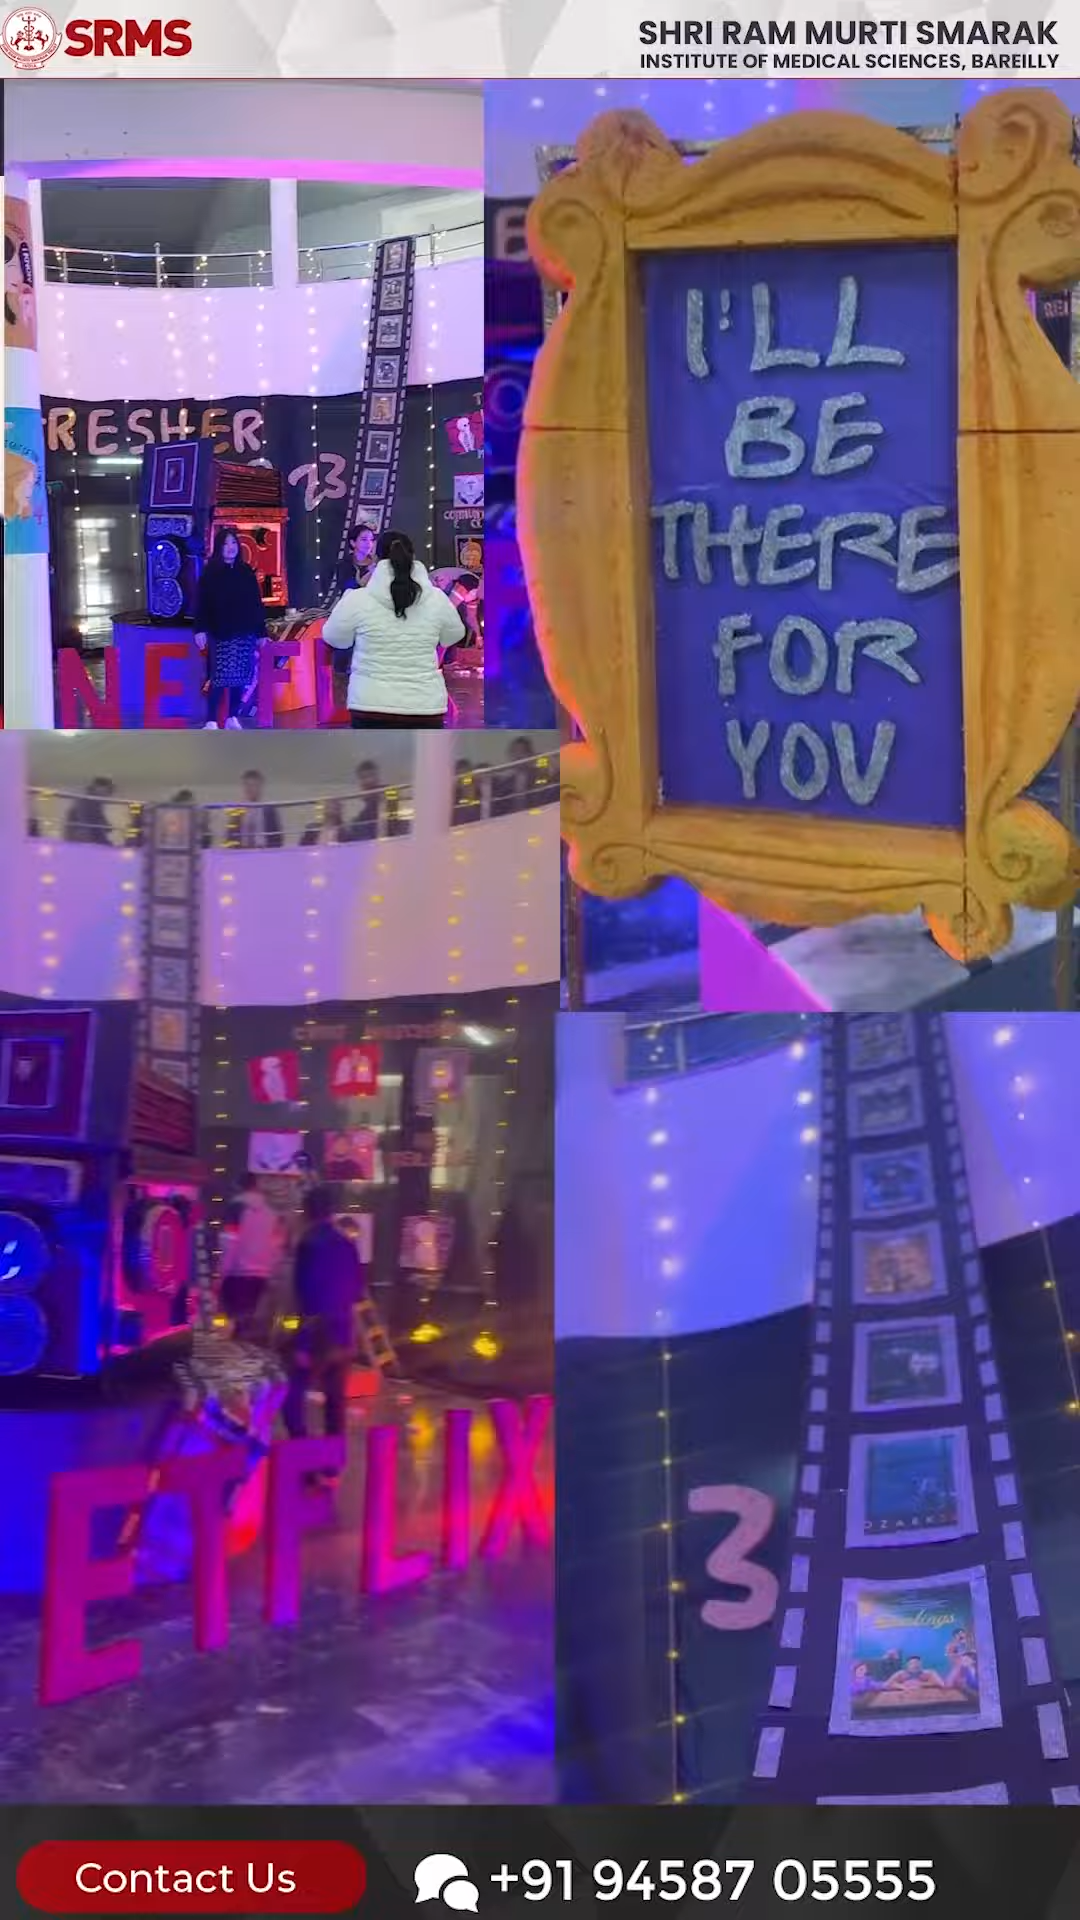 SRMS
SHRI RAM MURTI SMARAK
INSTITUTE OF MEDICAL SCIENCES, BAREILLY
RESHER
23
I'LL
BE
THERE
FOR
YOU
ETFLIX
3
OZARK
Contact Us
+91 94587 05555